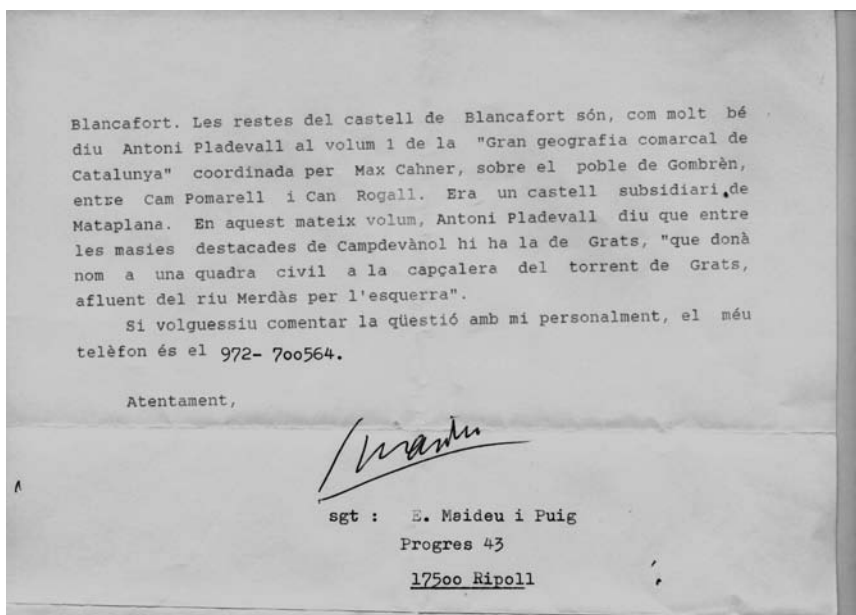 Blancafort. Les restes del castell de Blancafort són, com molt bé
diu Antoni Pladevall al volum 1 de la "Gran geografia comarcal de
Catalunya" coordinada per Max Cahner, sobre el poble de Gombrèn,
entre Cam Pomarell i Can Rogall. Era un castell subsidiari de
Mataplana. En aquest mateix volum, Antoni Pladevall diu que entre
les masies destacades de Campdevànol hi ha la de Grats, "que donà
nom a una quadra civil a la capçalera del torrent de Grats,
afluent del riu Merdàs per l'esquerra".
Si volguessiu comentar la qüestió amb mi personalment, el méu
telèfon és el 972- 7oo564.
Atentament,
sgt : E. Maideu i Puig
Progres 43
175oo Ripoll